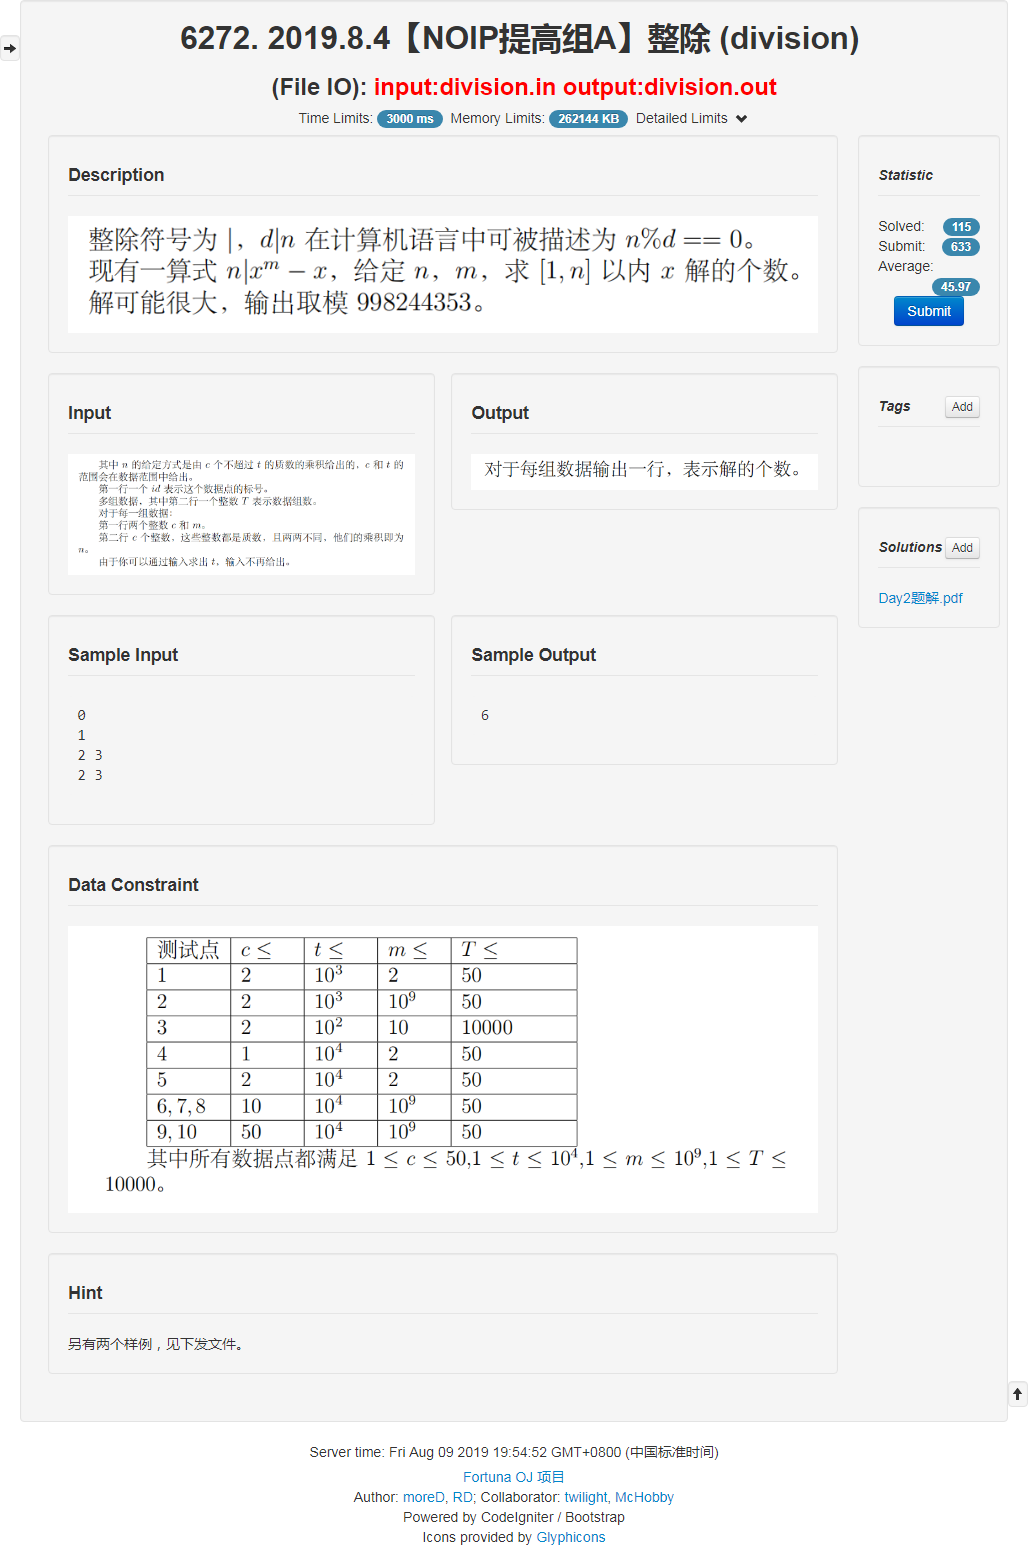 6272. 2019.8.4【NOIP提高组A】整除 (division)
(File IO): input:division.in output:division.out
Time Limits: 3000 ms Memory Limits: 262144 KB Detailed Limits
Description
整除符号为 |，d|n 在计算机语言中可被描述为 n%d == 0。
现有一算式 n|x^m − x，给定 n，m，求 [1, n] 以内 x 解的个数。
解可能很大，输出取模 998244353。
Statistic
Solved: 115
Submit: 633
Average:
45.97
Submit
Input
其中 n 的给定方式是由 c 个不超过 t 的质数的乘积给出的，c 和 t 的
范围会在数据范围中给出。
第一行一个 id 表示这个数据点的标号。
多组数据，其中第二行一个整数 T 表示数据组数。
对于每一组数据：
第一行两个整数 c 和 m。
第二行 c 个整数，这些整数都是质数，且两两不同，他们的乘积即为
n。
由于你可以通过输入求出 t，输入不再给出。
Output
对于每组数据输出一行，表示解的个数。
Tags Add
Solutions Add
Day2题解.pdf
Sample Input
0
1
2 3
2 3
Sample Output
6
Data Constraint
测试点 c ≤ t ≤ m ≤ T ≤
1 2 10^3 2 50
2 2 10^3 10^9 50
3 2 10^2 10 10000
4 1 10^4 2 50
5 2 10^4 2 50
6, 7, 8 10 10^4 10^9 50
9, 10 50 10^4 10^9 50
其中所有数据点都满足 1 ≤ c ≤ 50,1 ≤ t ≤ 10^4,1 ≤ m ≤ 10^9,1 ≤ T ≤
10000。
Hint
另有两个样例，见下发文件。
Server time: Fri Aug 09 2019 19:54:52 GMT+0800 (中国标准时间)
Fortuna OJ 项目
Author: moreD, RD; Collaborator: twilight, McHobby
Powered by CodeIgniter / Bootstrap
Icons provided by Glyphicons